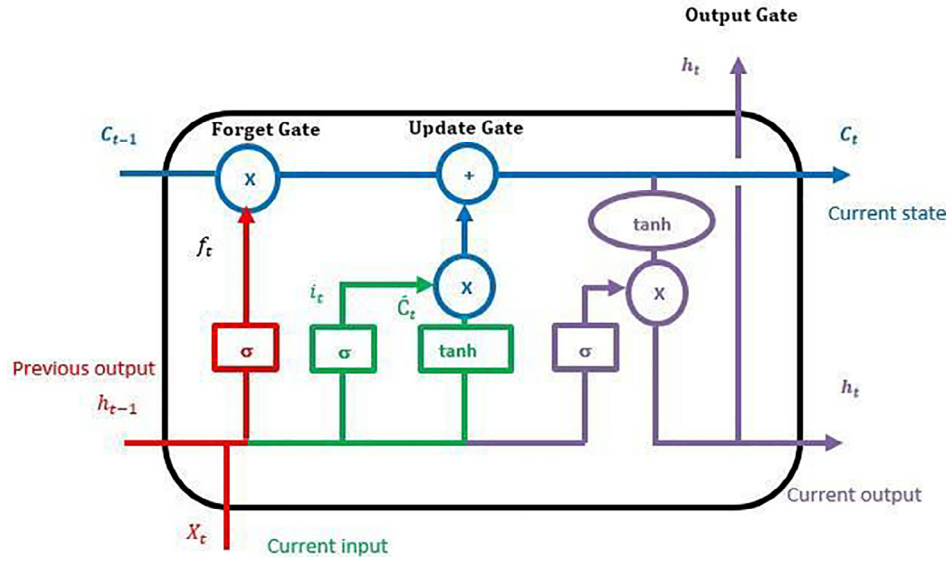 Output Gate
h_t
C_{t-1}
Forget Gate
Update Gate
C_t
X
+
Current state
tanh
f_t
i_t
Ĉ_t
X
X
σ
σ
tanh
σ
Previous output
h_{t-1}
h_t
Current output
X_t
Current input